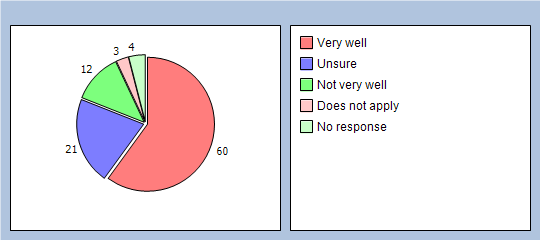 3
4
12
21
60
Very well
Unsure
Not very well
Does not apply
No response